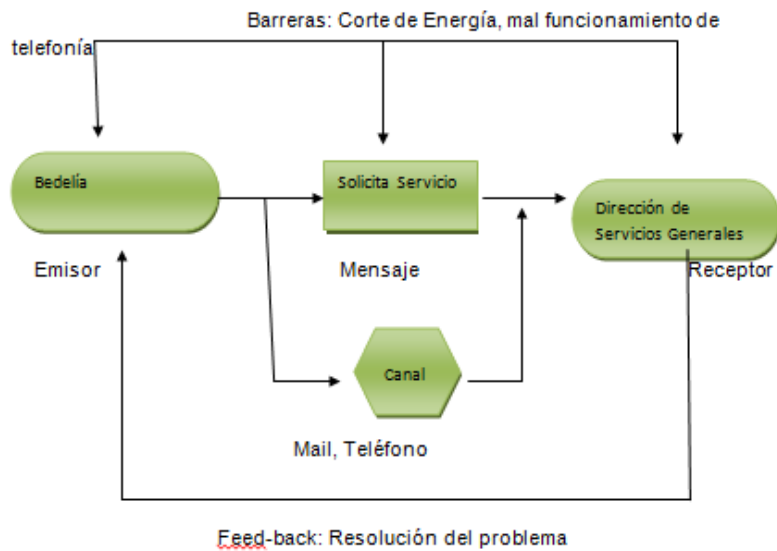 Barreras: Corte de Energía, mal funcionamiento de
telefonía
Bedelía
Solicita Servicio
Dirección de
Servicios Generales
Emisor
Mensaje
Receptor
Canal
Mail, Teléfono
Feed-back: Resolución del problema